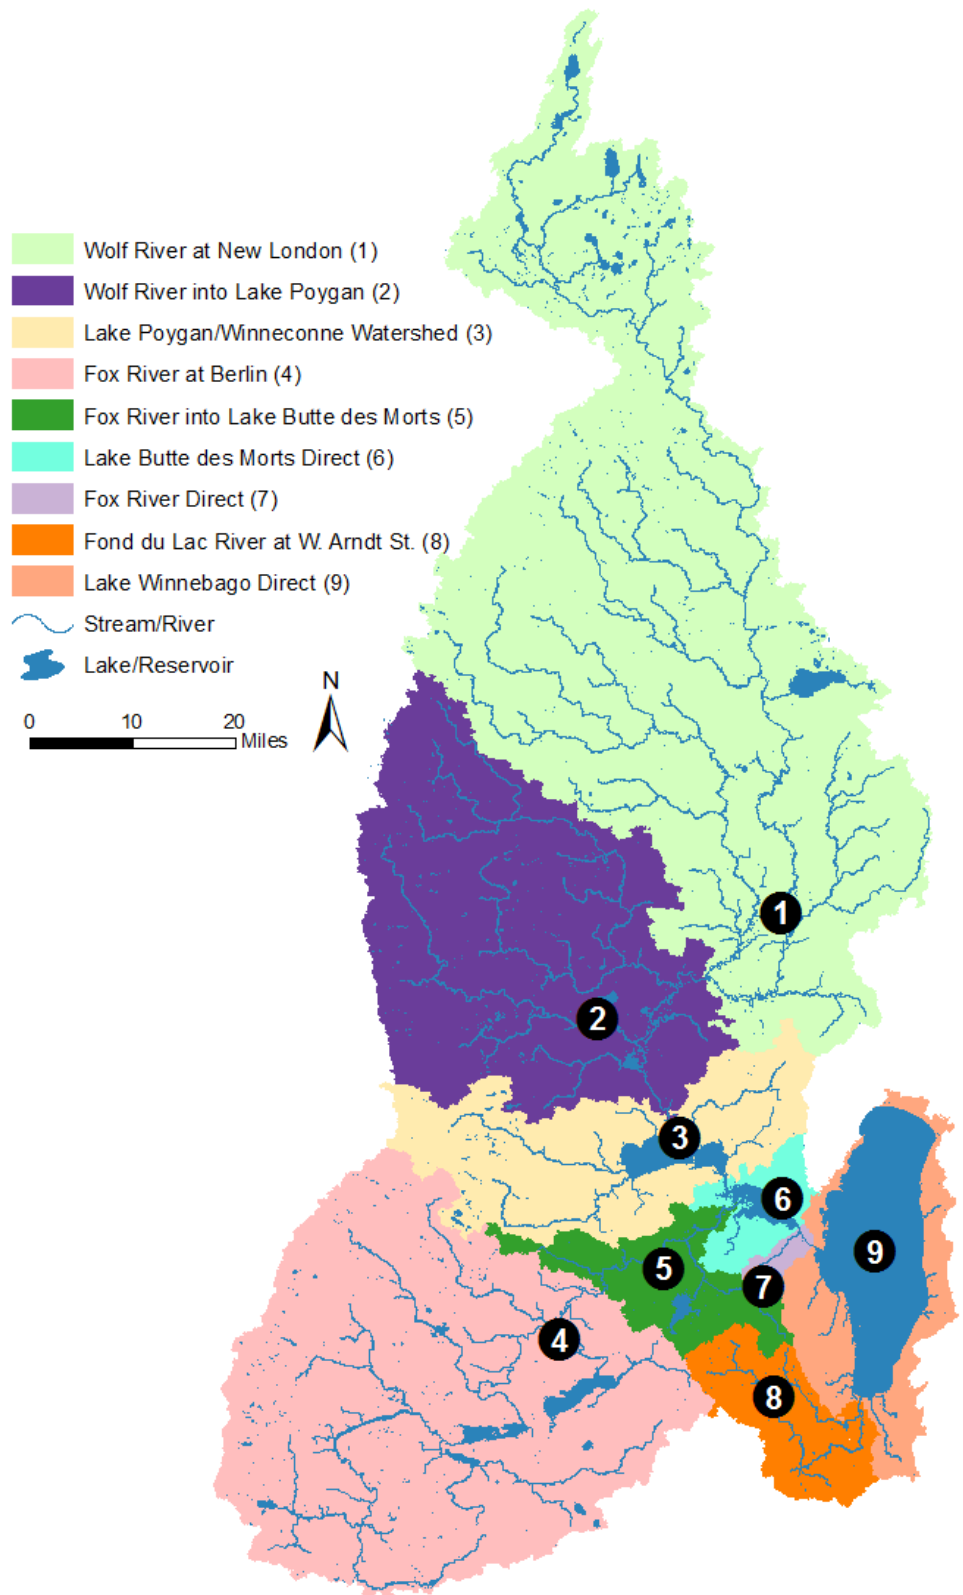 Wolf River at New London (1)
Wolf River into Lake Poygan (2)
Lake Poygan/Winneconne Watershed (3)
Fox River at Berlin (4)
Fox River into Lake Butte des Morts (5)
Lake Butte des Morts Direct (6)
Fox River Direct (7)
Fond du Lac River at W. Arndt St. (8)
Lake Winnebago Direct (9)
Stream/River
Lake/Reservoir
N
0 10 20
Miles
1
2
3
6
9
5
7
4
8